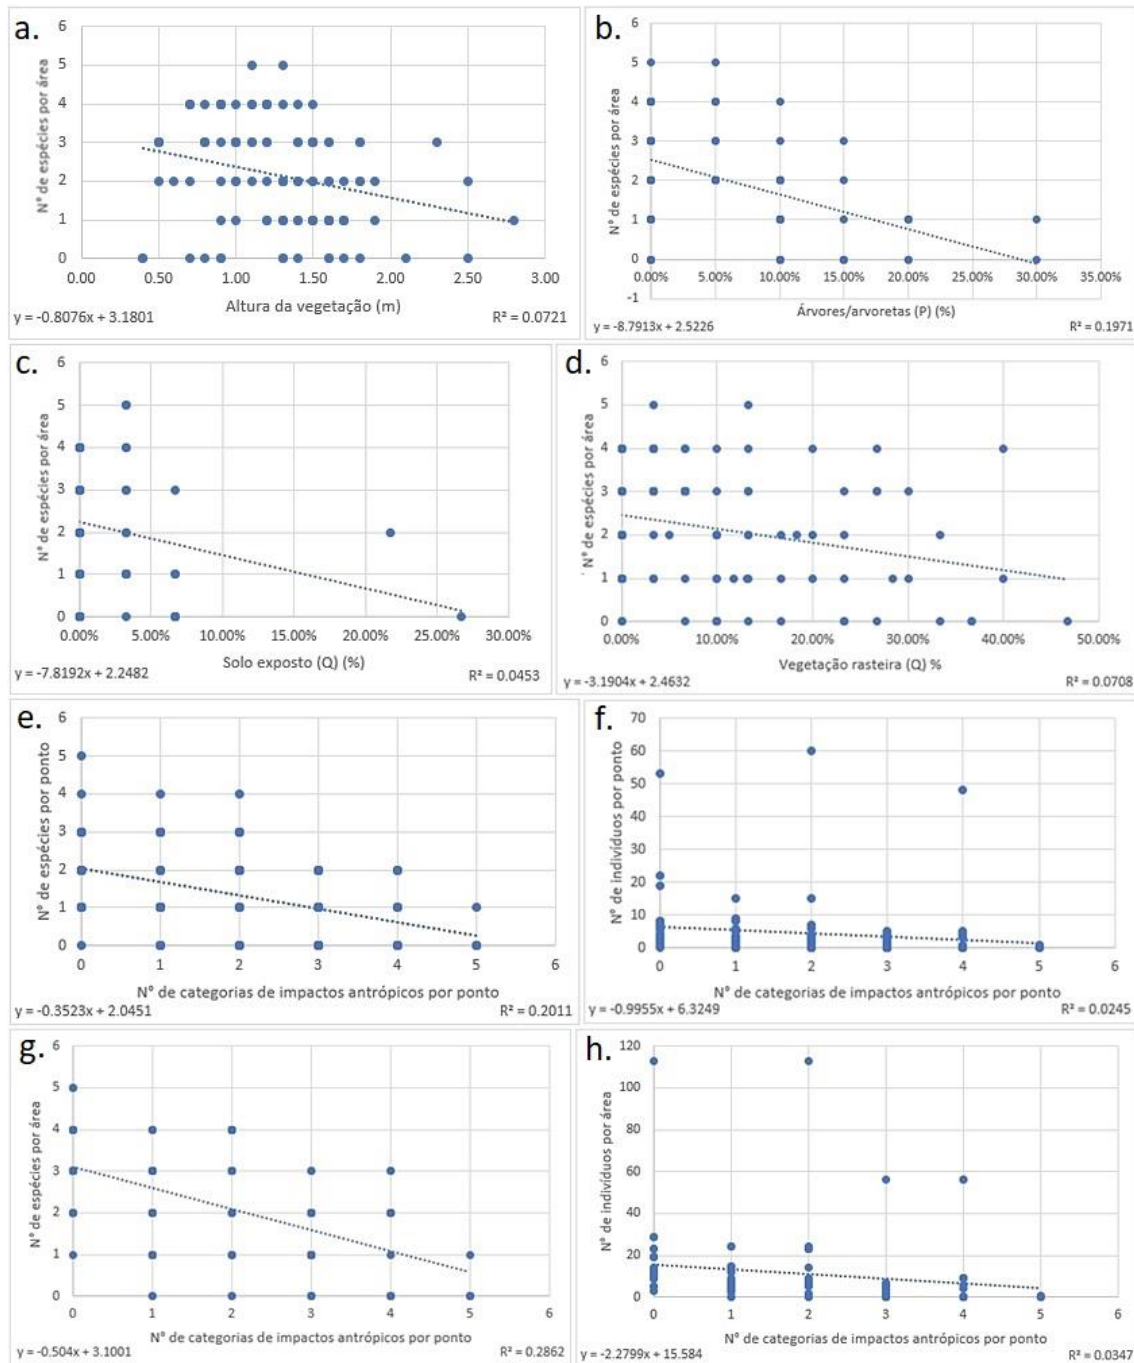 a.
N° de espécies por área
6
5
4
3
2
1
0
0.00 0.50 1.00 1.50 2.00 2.50 3.00
Altura da vegetação (m)
y = -0.8076x + 3.1801 R² = 0.0721
b.
N° de espécies por área
6
5
4
3
2
1
0
-1
0.00% 5.00% 10.00% 15.00% 20.00% 25.00% 30.00% 35.00%
Árvores/arvoretas (P) (%)
y = -8.7913x + 2.5226 R² = 0.1971
c.
N° de espécies por área
6
5
4
3
2
1
0
0.00% 5.00% 10.00% 15.00% 20.00% 25.00% 30.00%
Solo exposto (Q) (%)
y = -7.8192x + 2.2482 R² = 0.0453
d.
N° de espécies por área
6
5
4
3
2
1
0
0.00% 10.00% 20.00% 30.00% 40.00% 50.00%
Vegetação rasteira (Q) %
y = -3.1904x + 2.4632 R² = 0.0708
e.
N° de espécies por ponto
6
5
4
3
2
1
0
0 1 2 3 4 5 6
N° de categorias de impactos antrópicos por ponto
y = -0.3523x + 2.0451 R² = 0.2011
f.
N° de indivíduos por ponto
70
60
50
40
30
20
10
0
0 1 2 3 4 5 6
N° de categorias de impactos antrópicos por ponto
y = -0.9955x + 6.3249 R² = 0.0245
g.
N° de espécies por área
6
5
4
3
2
1
0
0 1 2 3 4 5 6
N° de categorias de impactos antrópicos por ponto
y = -0.504x + 3.1001 R² = 0.2862
h.
N° de indivíduos por área
120
100
80
60
40
20
0
0 1 2 3 4 5 6
N° de categorias de impactos antrópicos por ponto
y = -2.2799x + 15.584 R² = 0.0347